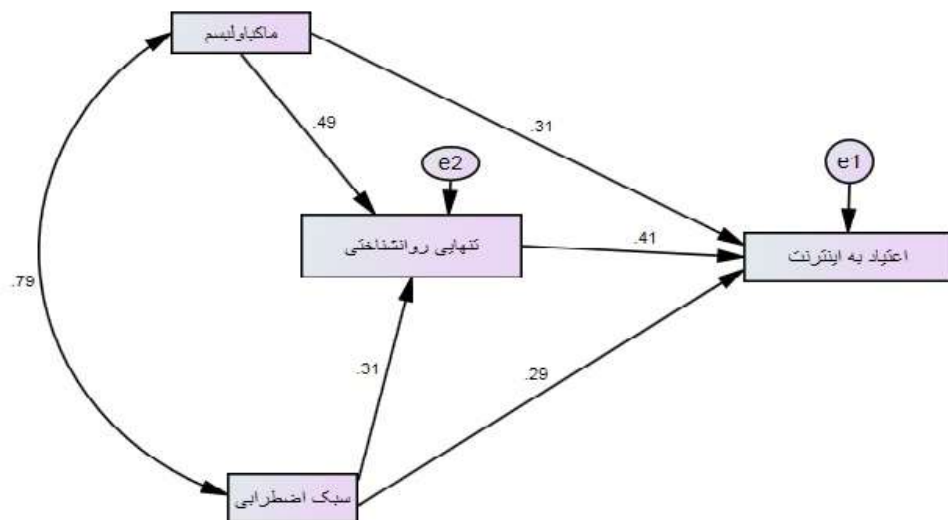 ماکیاولیسم
.49
.31
e2
e1
تنهایی روانشناختی
.41
اعتیاد به اینترنت
.79
.31
.29
سبک اضطرابی